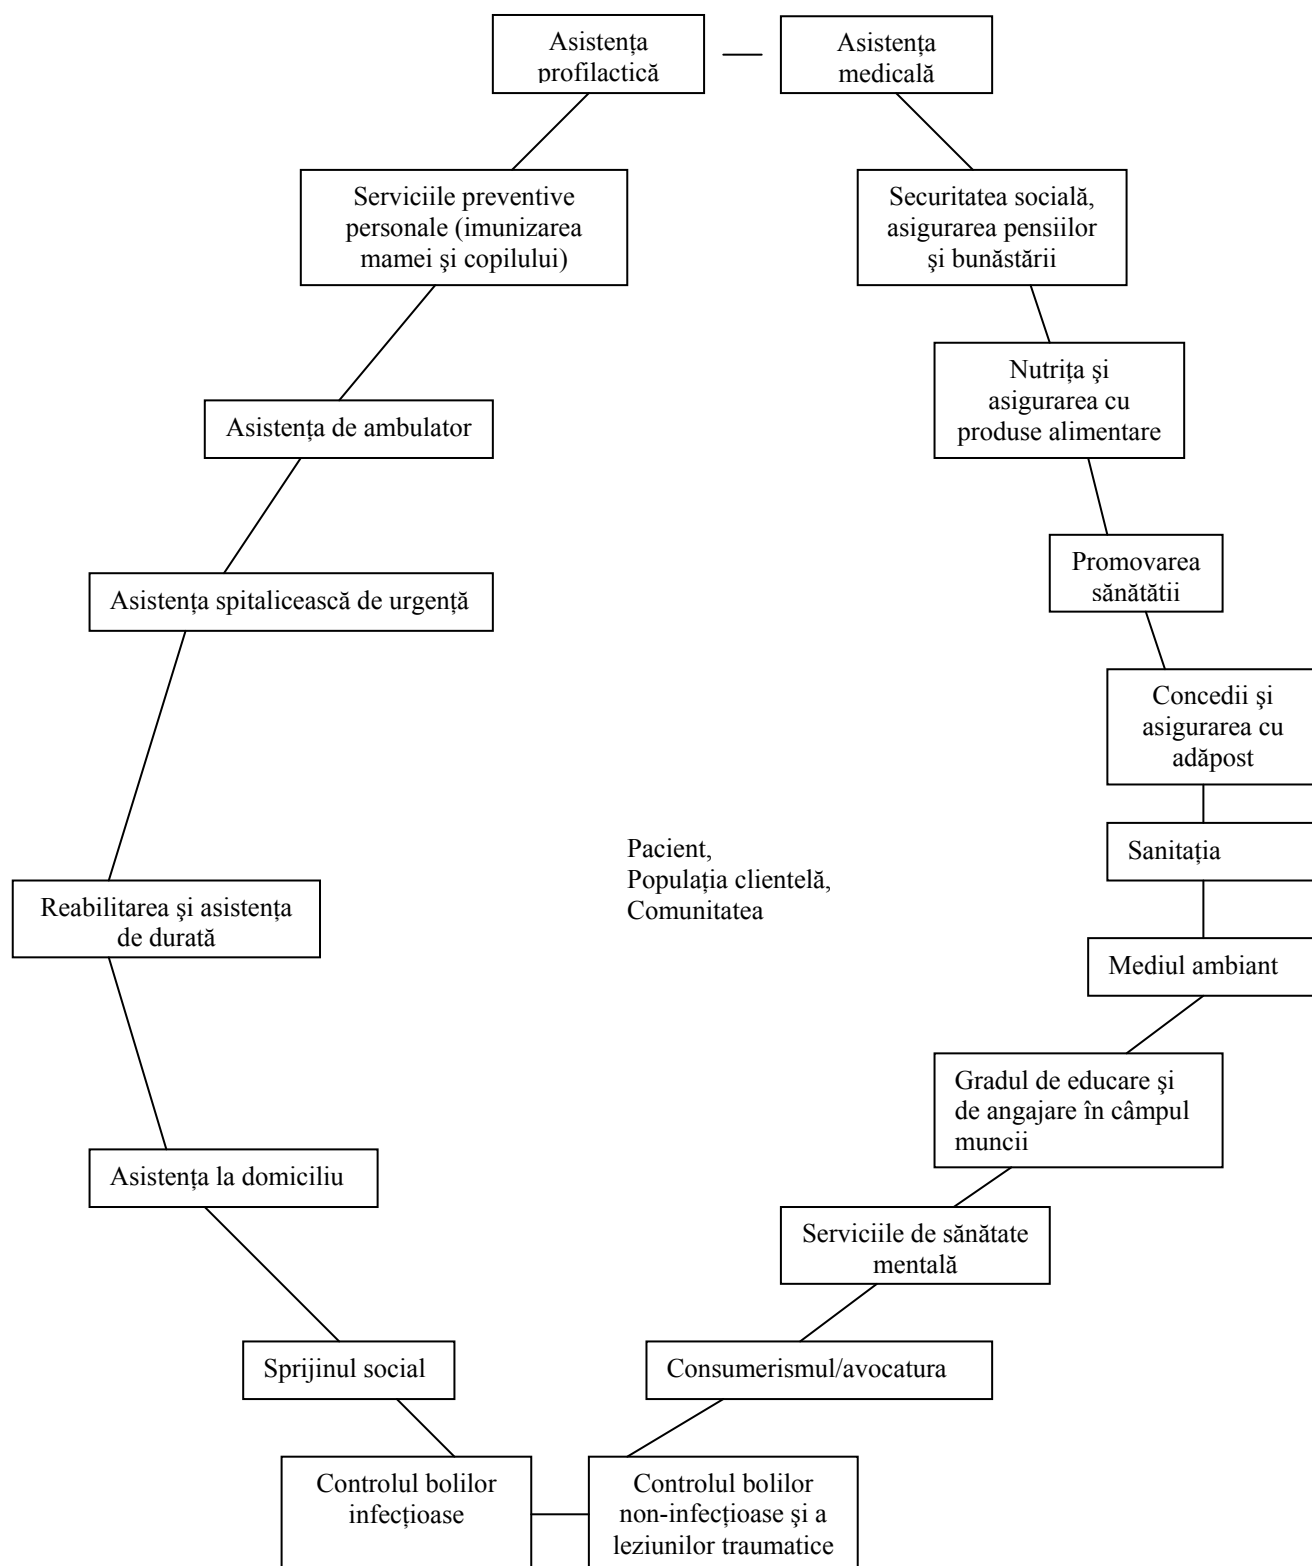 Asistența
profilactică
Asistența
medicală
Serviciile preventive
personale (imunizarea
mamei şi copilului)
Securitatea socială,
asigurarea pensiilor
şi bunăstării
Nutrița şi
asigurarea cu
produse alimentare
Asistența de ambulator
Promovarea
sănătătii
Asistența spitalicească de urgență
Concedii şi
asigurarea cu
adăpost
Sanitația
Pacient,
Populația clientelă,
Comunitatea
Reabilitarea şi asistența
de durată
Mediul ambiant
Gradul de educare şi
de angajare în câmpul
muncii
Asistența la domiciliu
Serviciile de sănătate
mentală
Sprijinul social
Consumerismul/avocatura
Controlul bolilor
infecțioase
Controlul bolilor
non-infecțioase şi a
leziunilor traumatice